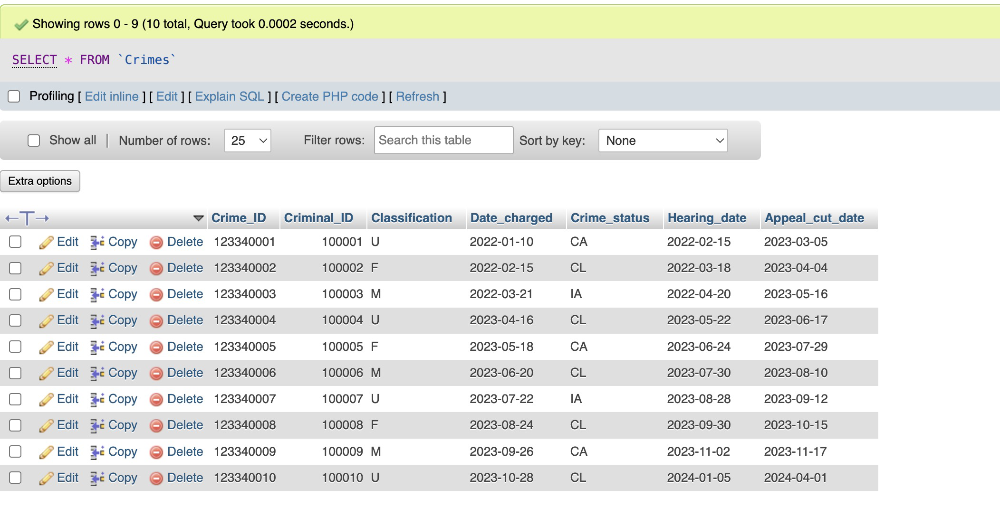 Showing rows 0 - 9 (10 total, Query took 0.0002 seconds.)
SELECT * FROM `Crimes`
Profiling [ Edit inline ] [ Edit ] [ Explain SQL ] [ Create PHP code ] [ Refresh ]
Show all | Number of rows: 25 Filter rows: Search this table Sort by key: None
Extra options
←T→ Crime_ID Criminal_ID Classification Date_charged Crime_status Hearing_date Appeal_cut_date
Edit Copy Delete 123340001 100001 U 2022-01-10 CA 2022-02-15 2023-03-05
Edit Copy Delete 123340002 100002 F 2022-02-15 CL 2022-03-18 2023-04-04
Edit Copy Delete 123340003 100003 M 2022-03-21 IA 2022-04-20 2023-05-16
Edit Copy Delete 123340004 100004 U 2023-04-16 CL 2023-05-22 2023-06-17
Edit Copy Delete 123340005 100005 F 2023-05-18 CA 2023-06-24 2023-07-29
Edit Copy Delete 123340006 100006 M 2023-06-20 CL 2023-07-30 2023-08-10
Edit Copy Delete 123340007 100007 U 2023-07-22 IA 2023-08-28 2023-09-12
Edit Copy Delete 123340008 100008 F 2023-08-24 CL 2023-09-30 2023-10-15
Edit Copy Delete 123340009 100009 M 2023-09-26 CA 2023-11-02 2023-11-17
Edit Copy Delete 123340010 100010 U 2023-10-28 CL 2024-01-05 2024-04-01